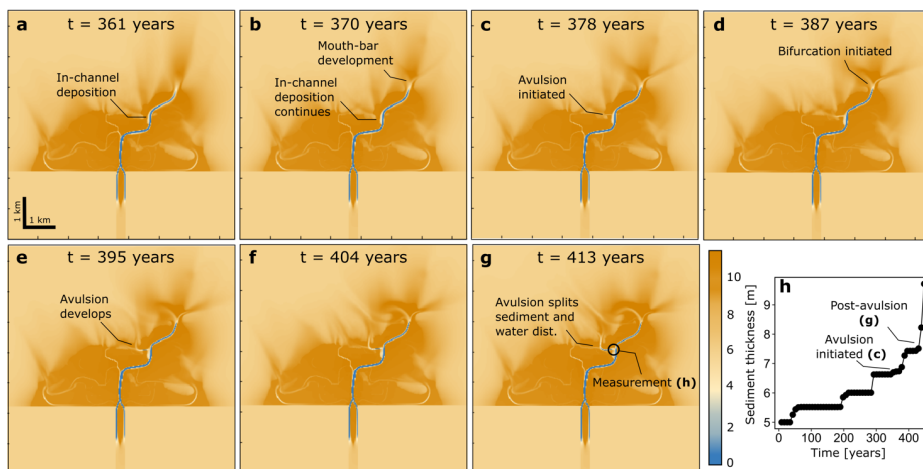 a
t = 361 years
In-channel
deposition
1 km
1 km
b
t = 370 years
Mouth-bar
development
In-channel
deposition
continues
c
t = 378 years
Avulsion
initiated
d
t = 387 years
Bifurcation initiated
e
t = 395 years
Avulsion
develops
f
t = 404 years
g
t = 413 years
Avulsion splits
sediment and
water dist.
Measurement (h)
10
8
6
4
2
0
h
Sediment thickness [m]
9
8
7
6
5
Post-avulsion
(g)
Avulsion
initiated (c)
0 100 200 300 400
Time [years]